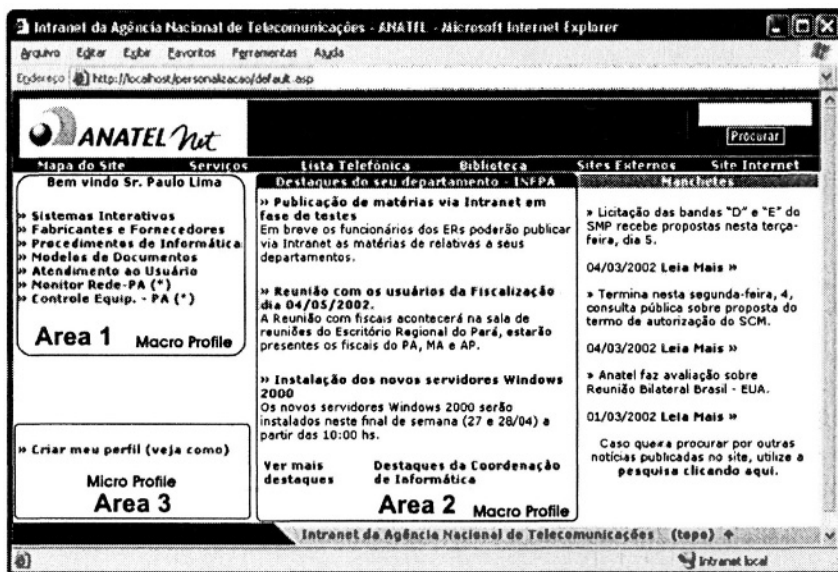 Intranet da Agência Nacional de Telecomunicações - ANATEL - Microsoft Internet Explorer
Arquivo Editar Exibir Favoritos Ferramentas Ajuda
Endereço http://localhost/personalizacao/default.asp
ANATEL Net
Procurar
Mapa do Site Serviços Lista Telefônica Biblioteca Sites Externos Site Internet
Bem vindo Sr. Paulo Lima
» Sistemas Interativos
» Fabricantes e Fornecedores
» Procedimentos de Informática
» Modelos de Documentos
» Atendimento ao Usuário
» Monitor Rede-PA (*)
» Controle Equip. - PA (*)
Area 1 Macro Profile
» Criar meu perfil (veja como)
Micro Profile
Area 3
Destaques do seu departamento - INFPA
» Publicação de matérias via Intranet em
fase de testes
Em breve os funcionários dos ERs poderão publicar
via Intranet as matérias de relativas a seus
departamentos.
» Reunião com os usuários da Fiscalização
dia 04/05/2002.
A Reunião com fiscais acontecerá na sala de
reuniões do Escritório Regional do Pará, estarão
presentes os fiscais do PA, MA e AP.
» Instalação dos novos servidores Windows
2000
Os novos servidores Windows 2000 serão
instalados neste final de semana (27 e 28/04) a
partir das 10:00 hs.
Ver mais
destaques
Destaques da Coordenação
de Informática
Area 2 Macro Profile
Manchetes
» Licitação das bandas "D" e "E" do
SMP recebe propostas nesta terça-
feira, dia 5.
04/03/2002 Leia Mais »
» Termina nesta segunda-feira, 4,
consulta pública sobre proposta do
termo de autorização do SCM.
04/03/2002 Leia Mais »
» Anatel faz avaliação sobre
Reunião Bilateral Brasil - EUA.
01/03/2002 Leia Mais »
Caso queira procurar por outras
notícias publicadas no site, utilize a
pesquisa clicando aqui.
Intranet da Agência Nacional de Telecomunicações (topo)
Intranet local